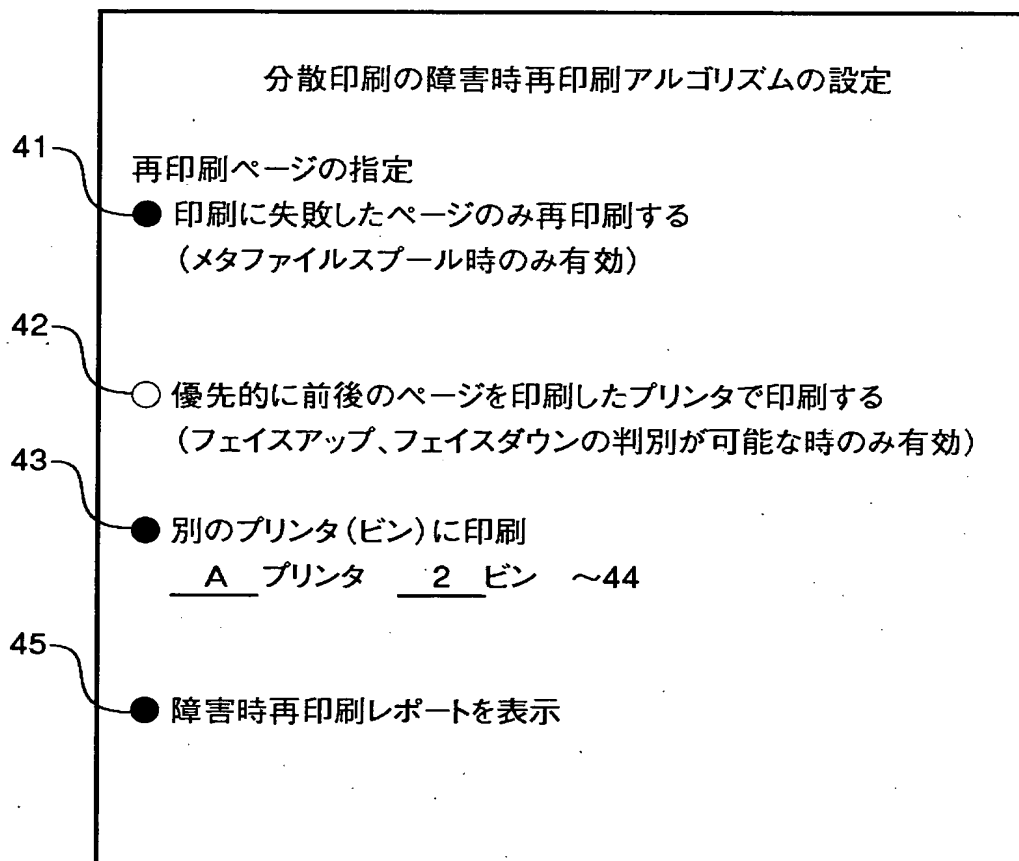 分散印刷の障害時再印刷アルゴリズムの設定
41
再印刷ページの指定
● 印刷に失敗したページのみ再印刷する
(メタファイルスプール時のみ有効)
42
○ 優先的に前後のページを印刷したプリンタで印刷する
(フェイスアップ、フェイスダウンの判別が可能な時のみ有効)
43
● 別のプリンタ(ビン)に印刷
A プリンタ 2 ビン ~44
45
● 障害時再印刷レポートを表示